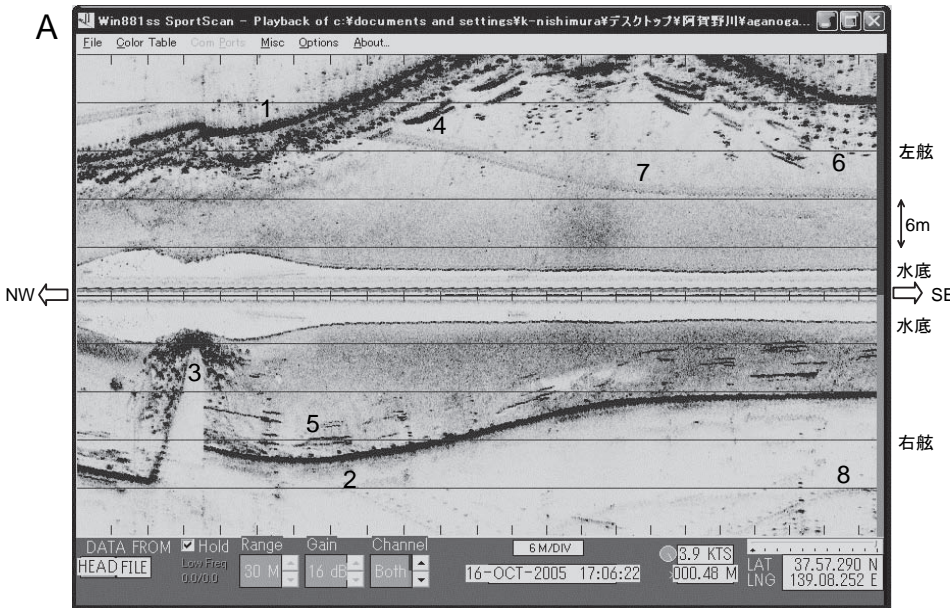 A
Win881ss SportScan - Playback of c:¥documents and settings¥k-nishimura¥デスクトップ¥阿賀野川¥aganoga...
File Color Table Com Ports Misc Options About...
1
4
7
6
左舷
6m
水底
NW
SE
水底
3
5
2
8
右舷
DATA FROM
HEAD FILE
Hold
Low Freq
0.0/0.0
Range
30 M
Gain
16 dB
Channel
Both
6 M/DIV
16-OCT-2005 17:06:22
3.9 KTS
000.48 M
LAT 37.57.290 N
LNG 139.08.252 E